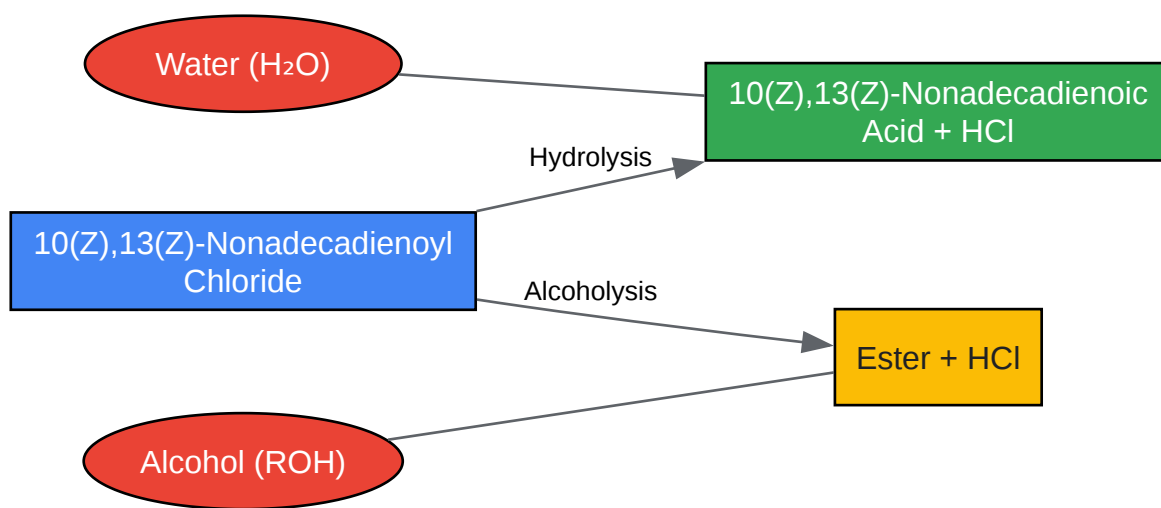 Water (H₂O)
10(Z),13(Z)-Nonadecadienoic
Acid + HCl
Hydrolysis
10(Z),13(Z)-Nonadecadienoyl
Chloride
Alcoholysis
Ester + HCl
Alcohol (ROH)